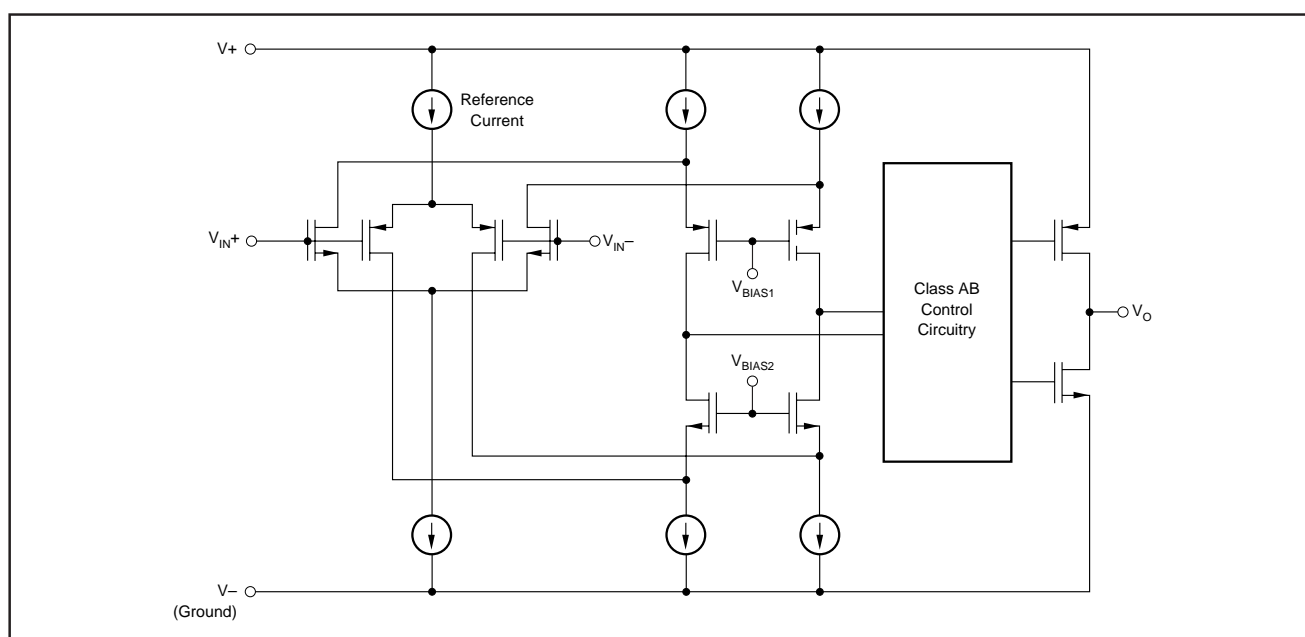 V+
Reference
Current
VIN+
VIN–
VBIAS1
Class AB
Control
Circuitry
VO
VBIAS2
V–
(Ground)